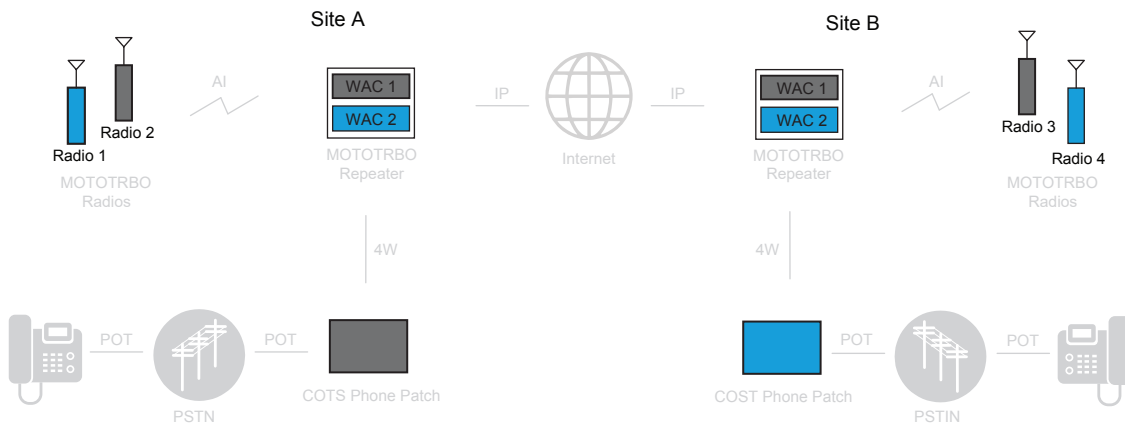 Site A
Site B
AI
WAC 1
WAC 2
IP
IP
WAC 1
WAC 2
AI
Radio 2
Radio 1
Radio 3
Radio 4
MOTOTRBO
Radios
MOTOTRBO
Repeater
Internet
MOTOTRBO
Repeater
MOTOTRBO
Radios
4W
4W
POT
POT
POT
POT
PSTN
COTS Phone Patch
COST Phone Patch
PSTIN